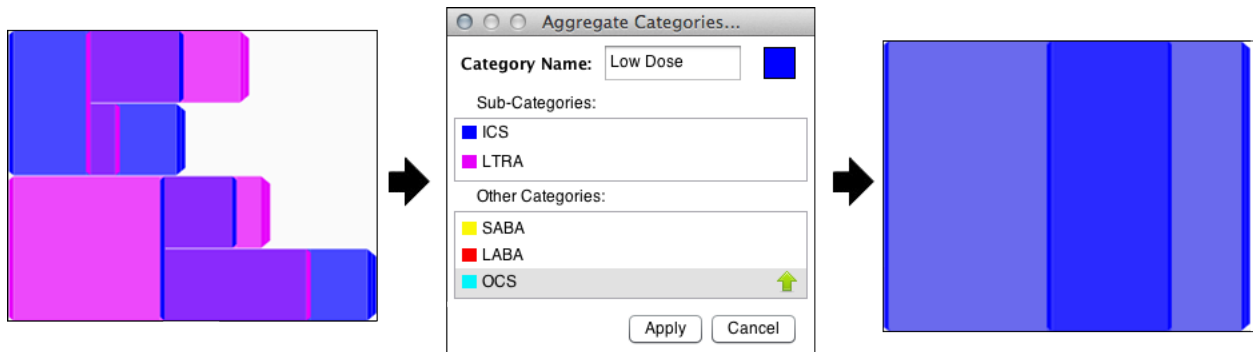 Aggregate Categories...
Category Name: Low Dose
Sub-Categories:
ICS
LTRA
Other Categories:
SABA
LABA
OCS
Apply Cancel